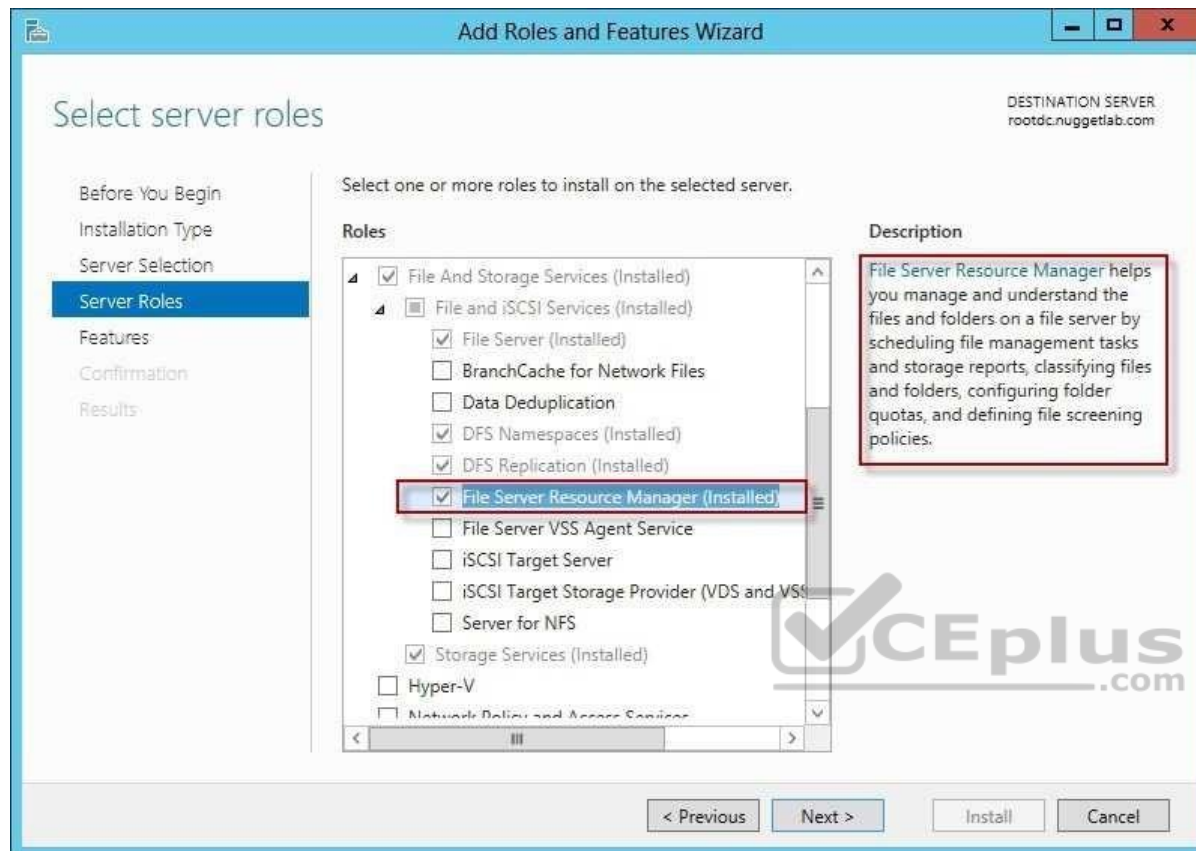 Add Roles and Features Wizard
Select server roles
DESTINATION SERVER
rootdc.nuggetlab.com
Before You Begin
Installation Type
Server Selection
Server Roles
Features
Confirmation
Results
Select one or more roles to install on the selected server.
Roles
File And Storage Services (Installed)
File and iSCSI Services (Installed)
File Server (Installed)
BranchCache for Network Files
Data Deduplication
DFS Namespaces (Installed)
DFS Replication (Installed)
File Server Resource Manager (Installed)
File Server VSS Agent Service
iSCSI Target Server
iSCSI Target Storage Provider (VDS and VSS
Server for NFS
Storage Services (Installed)
Hyper-V
Network Policy and Access Services
Description
File Server Resource Manager helps
you manage and understand the
files and folders on a file server by
scheduling file management tasks
and storage reports, classifying files
and folders, configuring folder
quotas, and defining file screening
policies.
VCEplus
.com
< Previous
Next >
Install
Cancel